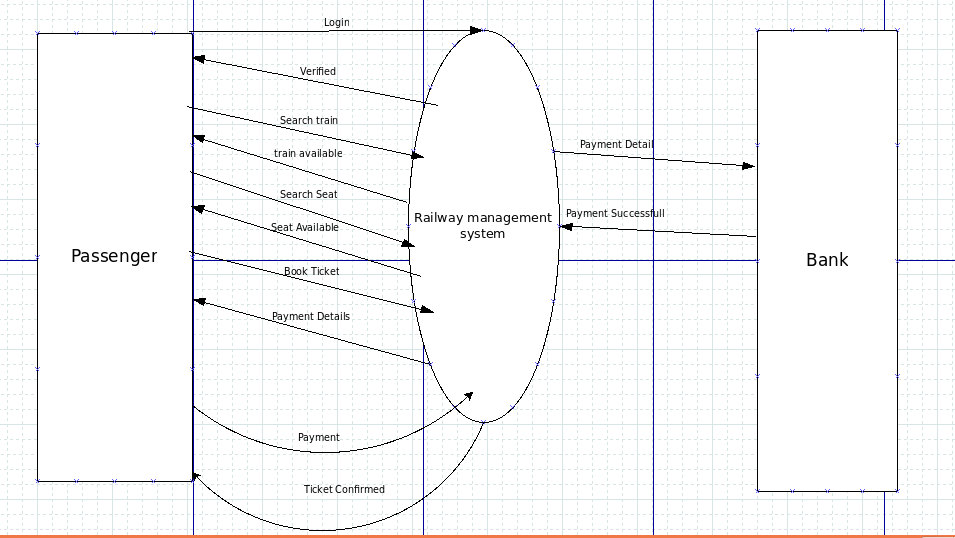 Login
Verified
Search train
train available
Search Seat
Seat Available
Book Ticket
Payment Details
Payment
Ticket Confirmed
Passenger
Railway management
system
Payment Detail
Payment Successfull
Bank